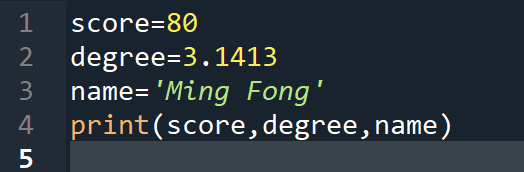 1 score=80
2 degree=3.1413
3 name='Ming Fong'
4 print(score,degree,name)
5